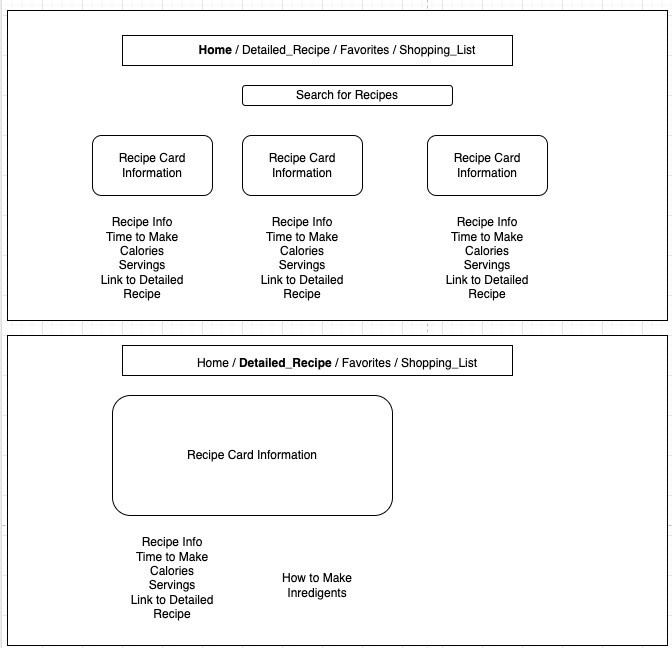 Home / Detailed_Recipe / Favorites / Shopping_List
Search for Recipes
Recipe Card
Information
Recipe Card
Information
Recipe Card
Information
Recipe Info
Time to Make
Calories
Servings
Link to Detailed
Recipe
Recipe Info
Time to Make
Calories
Servings
Link to Detailed
Recipe
Recipe Info
Time to Make
Calories
Servings
Link to Detailed
Recipe
Home / Detailed_Recipe / Favorites / Shopping_List
Recipe Card Information
Recipe Info
Time to Make
Calories
Servings
Link to Detailed
Recipe
How to Make
Inredigents